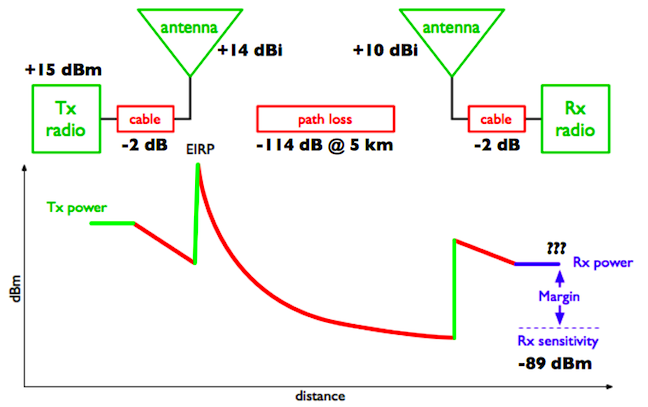 antenna
antenna
+14 dBi
+10 dBi
+15 dBm
Tx
radio
cable
path loss
cable
Rx
radio
-2 dB
EIRP
-114 dB @ 5 km
-2 dB
Tx power
???
Rx power
dBm
Margin
Rx sensitivity
-89 dBm
distance